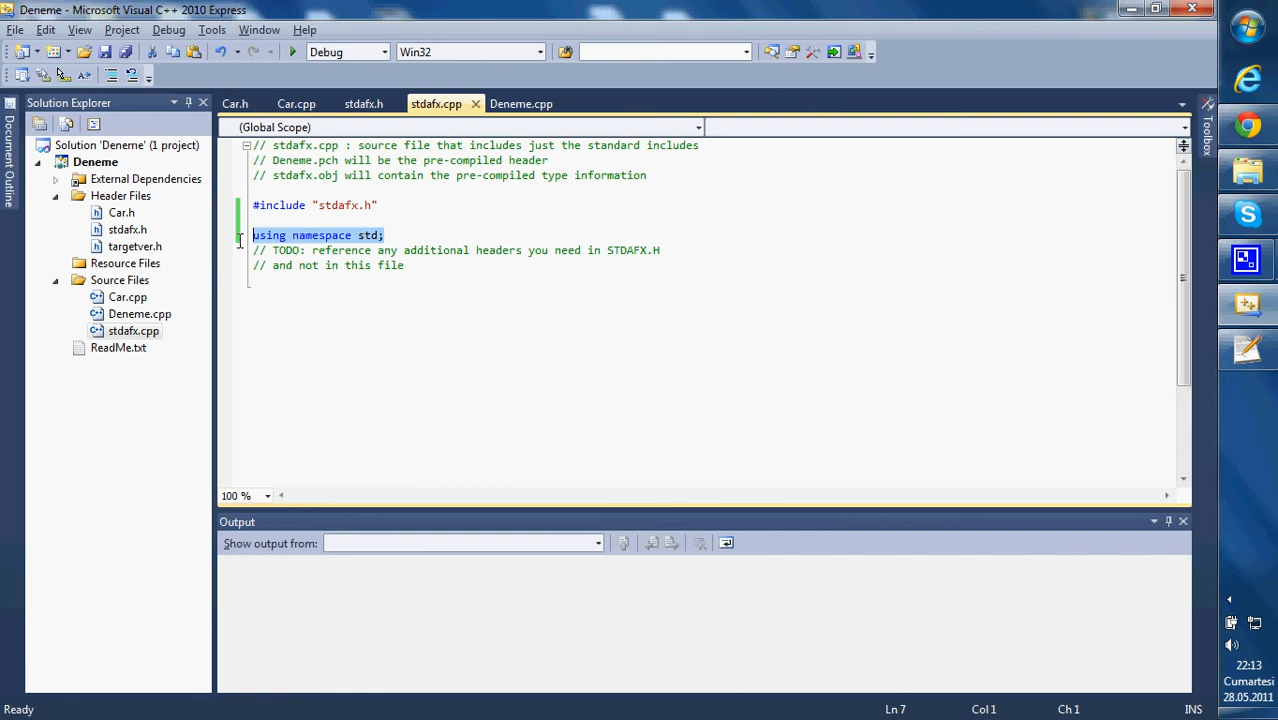 Deneme - Microsoft Visual C++ 2010 Express
File Edit View Project Debug Tools Window Help
Debug Win32
Document Outline
Solution Explorer
Solution 'Deneme' (1 project)
Deneme
External Dependencies
Header Files
Car.h
stdafx.h
targetver.h
Resource Files
Source Files
Car.cpp
Deneme.cpp
stdafx.cpp
ReadMe.txt
Car.h Car.cpp stdafx.h stdafx.cpp Deneme.cpp
(Global Scope)
// stdafx.cpp : source file that includes just the standard includes
// Deneme.pch will be the pre-compiled header
// stdafx.obj will contain the pre-compiled type information
#include "stdafx.h"
using namespace std;
// TODO: reference any additional headers you need in STDAFX.H
// and not in this file
100 %
Output
Show output from:
Toolbox
Ready Ln 7 Col 1 Ch 1 INS
22:13
Cumartesi
28.05.2011